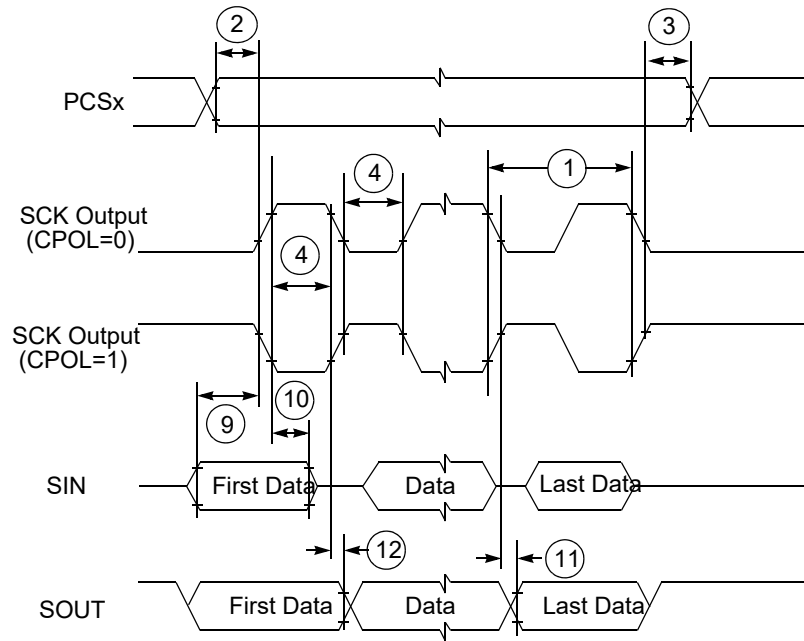 2
3
PCSx
4
1
SCK Output
(CPOL=0)
4
SCK Output
(CPOL=1)
9
10
SIN
First Data
Data
Last Data
12
11
SOUT
First Data
Data
Last Data